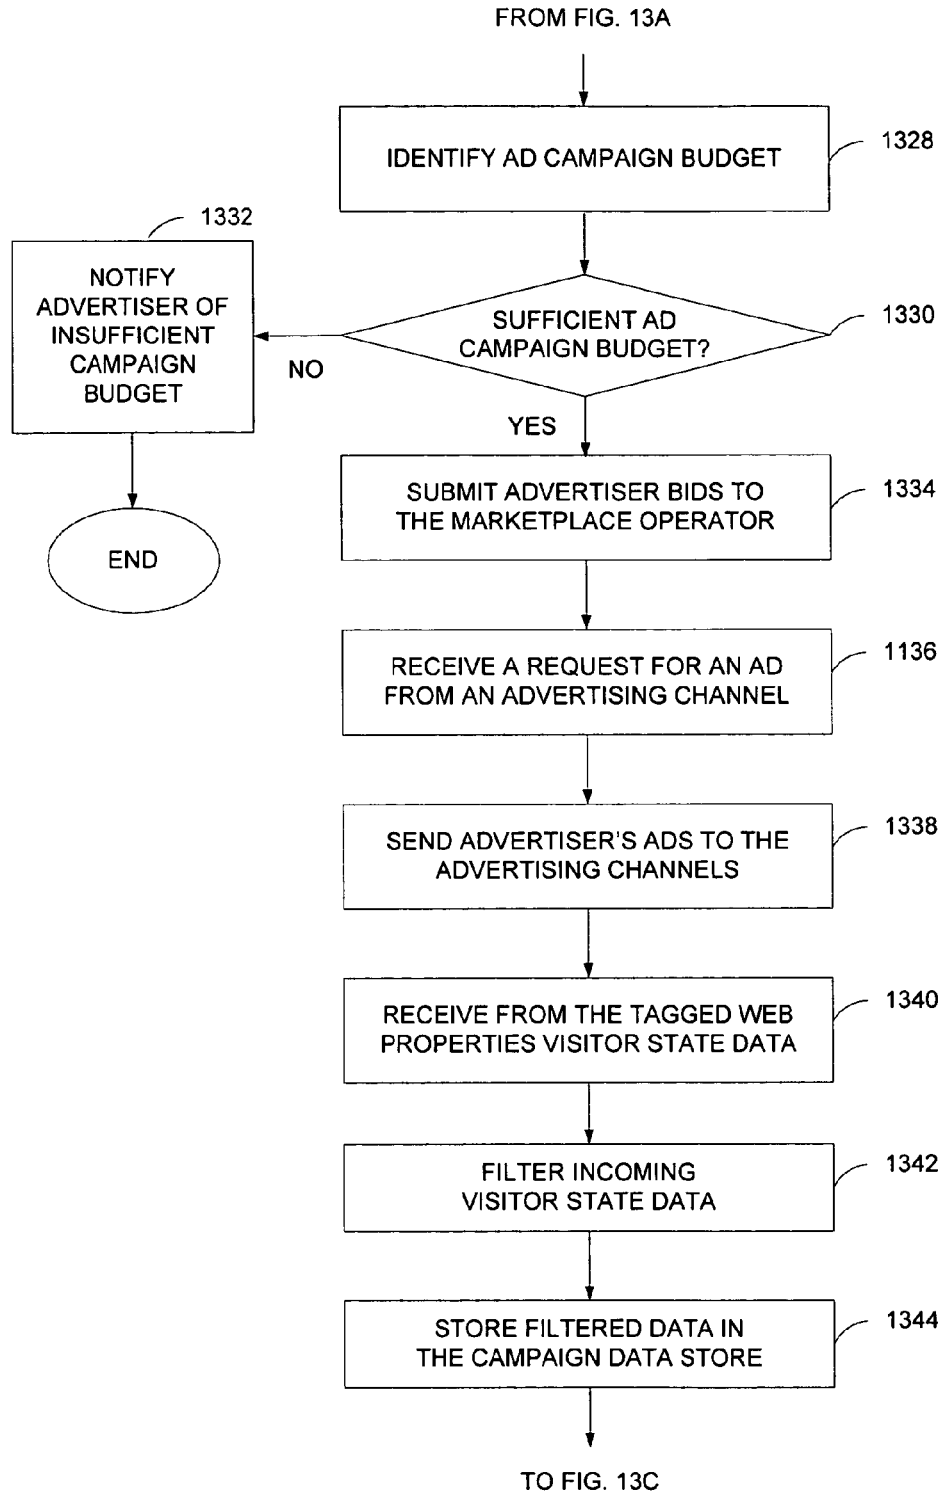 FROM FIG. 13A
IDENTIFY AD CAMPAIGN BUDGET
1328
1332
NOTIFY
ADVERTISER OF
INSUFFICIENT
CAMPAIGN
BUDGET
SUFFICIENT AD
CAMPAIGN BUDGET?
1330
NO
YES
END
SUBMIT ADVERTISER BIDS TO
THE MARKETPLACE OPERATOR
1334
RECEIVE A REQUEST FOR AN AD
FROM AN ADVERTISING CHANNEL
1136
SEND ADVERTISER'S ADS TO THE
ADVERTISING CHANNELS
1338
RECEIVE FROM THE TAGGED WEB
PROPERTIES VISITOR STATE DATA
1340
FILTER INCOMING
VISITOR STATE DATA
1342
STORE FILTERED DATA IN
THE CAMPAIGN DATA STORE
1344
TO FIG. 13C